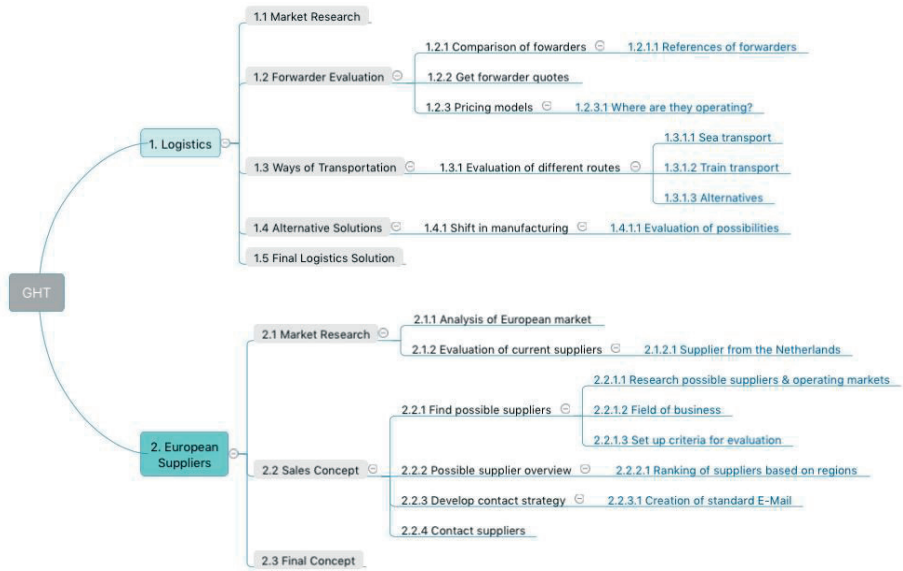 1.1 Market Research
1.2.1 Comparison of fowarders
1.2.1.1 References of forwarders
1.2 Forwarder Evaluation
1.2.2 Get forwarder quotes
1.2.3 Pricing models
1.2.3.1 Where are they operating?
1. Logistics
1.3.1.1 Sea transport
1.3 Ways of Transportation
1.3.1 Evaluation of different routes
1.3.1.2 Train transport
1.3.1.3 Alternatives
1.4 Alternative Solutions
1.4.1 Shift in manufacturing
1.4.1.1 Evaluation of possibilities
1.5 Final Logistics Solution
GHT
2.1 Market Research
2.1.1 Analysis of European market
2.1.2 Evaluation of current suppliers
2.1.2.1 Supplier from the Netherlands
2.2.1.1 Research possible suppliers & operating markets
2.2.1 Find possible suppliers
2.2.1.2 Field of business
2.2.1.3 Set up criteria for evaluation
2. European
Suppliers
2.2 Sales Concept
2.2.2 Possible supplier overview
2.2.2.1 Ranking of suppliers based on regions
2.2.3 Develop contact strategy
2.2.3.1 Creation of standard E-Mail
2.2.4 Contact suppliers
2.3 Final Concept